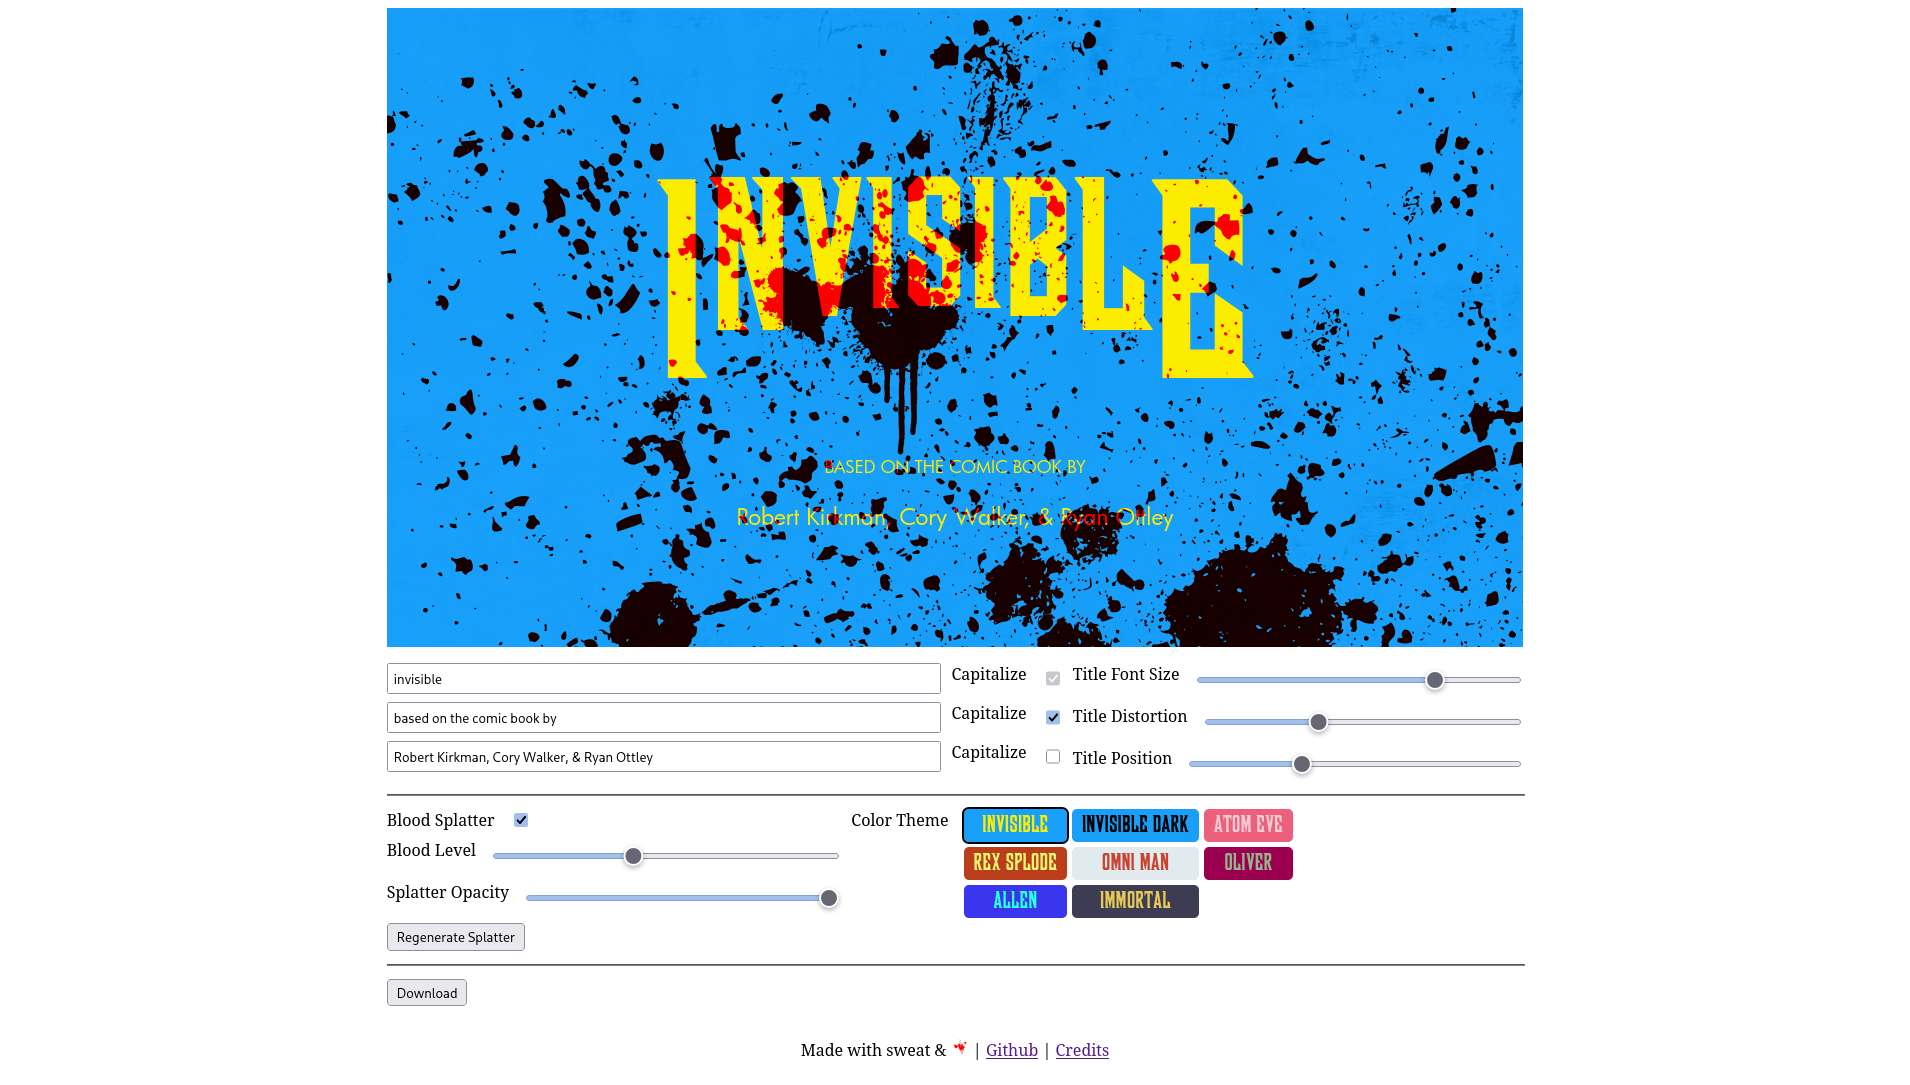 INVISIBLE
BASED ON THE COMIC BOOK BY
Robert Kirkman, Cory Walker, & Ryan Ottley
invisible
Capitalize
Title Font Size
based on the comic book by
Capitalize
Title Distortion
Robert Kirkman, Cory Walker, & Ryan Ottley
Capitalize
Title Position
Blood Splatter
Blood Level
Splatter Opacity
Regenerate Splatter
Color Theme
INVISIBLE
INVISIBLE DARK
ATOM EVE
REX SPLODE
OMNI MAN
OLIVER
ALLEN
IMMORTAL
Download
Made with sweat & | Github | Credits